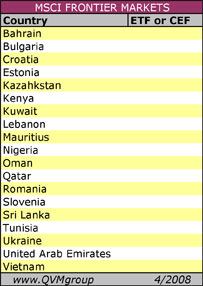 MSCI FRONTIER MARKETS
Country ETF or CEF
Bahrain
Bulgaria
Croatia
Estonia
Kazahkstan
Kenya
Kuwait
Lebanon
Mauritius
Nigeria
Oman
Qatar
Romania
Slovenia
Sri Lanka
Tunisia
Ukraine
United Arab Emirates
Vietnam
www.QVMgroup 4/2008